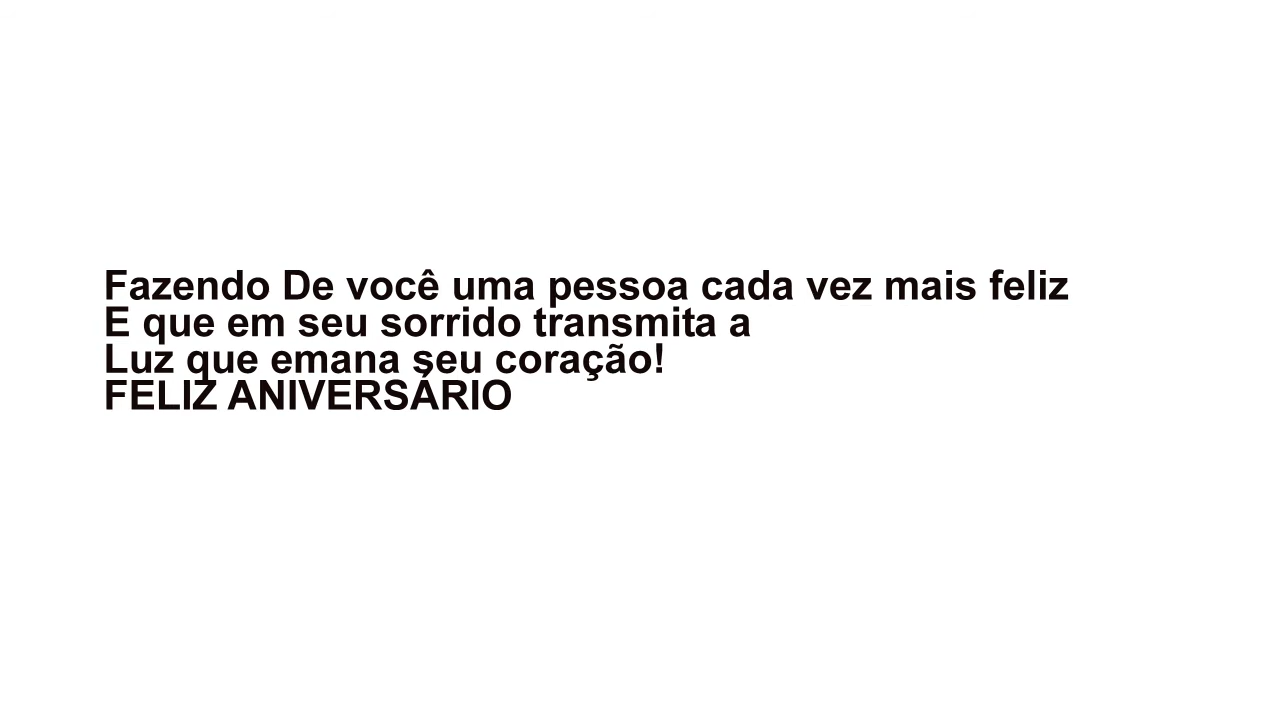 Fazendo De você uma pessoa cada vez mais feliz
E que em seu sorrido transmita a
Luz que emana seu coração!
FELIZ ANIVERSÁRIO